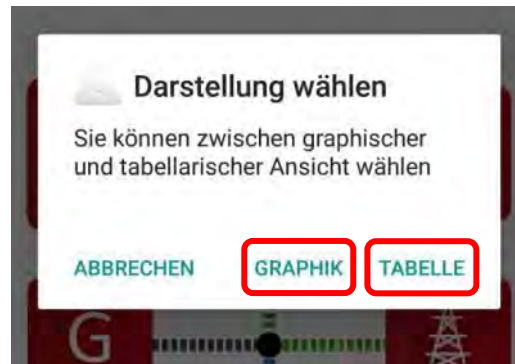 Darstellung wählen
Sie können zwischen graphischer
und tabellarischer Ansicht wählen
ABBRECHEN GRAPHIK TABELLE
G